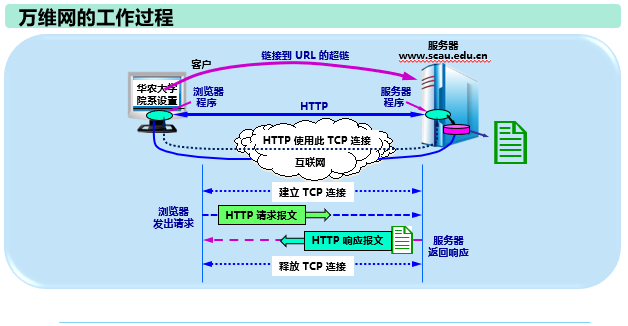 万维网的工作过程
客户
链接到 URL 的超链
服务器
www.scau.edu.cn
华农大学
院系设置
浏览器
程序
服务器
程序
HTTP
HTTP 使用此 TCP 连接
互联网
建立 TCP 连接
浏览器
发出请求
HTTP 请求报文
HTTP 响应报文
服务器
返回响应
释放 TCP 连接